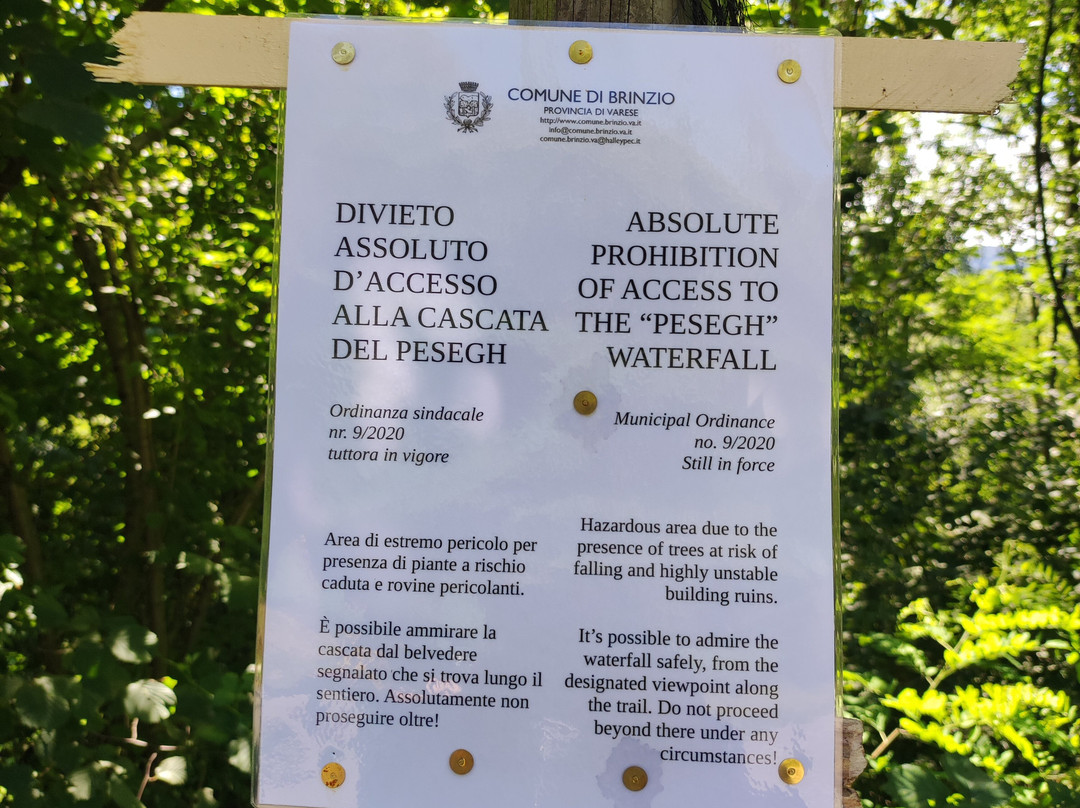 COMUNE DI BRINZIO
PROVINCIA DI VARESE
http://www.comune.brinzio.va.it
info@comune.brinzio.va.it
comune.brinzio.va@halleypec.it
DIVIETO
ASSOLUTO
D’ACCESSO
ALLA CASCATA
DEL PESEGH
Ordinanza sindacale
nr. 9/2020
tuttora in vigore
Area di estremo pericolo per
presenza di piante a rischio
caduta e rovine pericolanti.
È possibile ammirare la
cascata dal belvedere
segnalato che si trova lungo il
sentiero. Assolutamente non
proseguire oltre!
ABSOLUTE
PROHIBITION
OF ACCESS TO
THE “PESEGH”
WATERFALL
Municipal Ordinance
no. 9/2020
Still in force
Hazardous area due to the
presence of trees at risk of
falling and highly unstable
building ruins.
It’s possible to admire the
waterfall safely, from the
designated viewpoint along
the trail. Do not proceed
beyond there under any
circumstances!